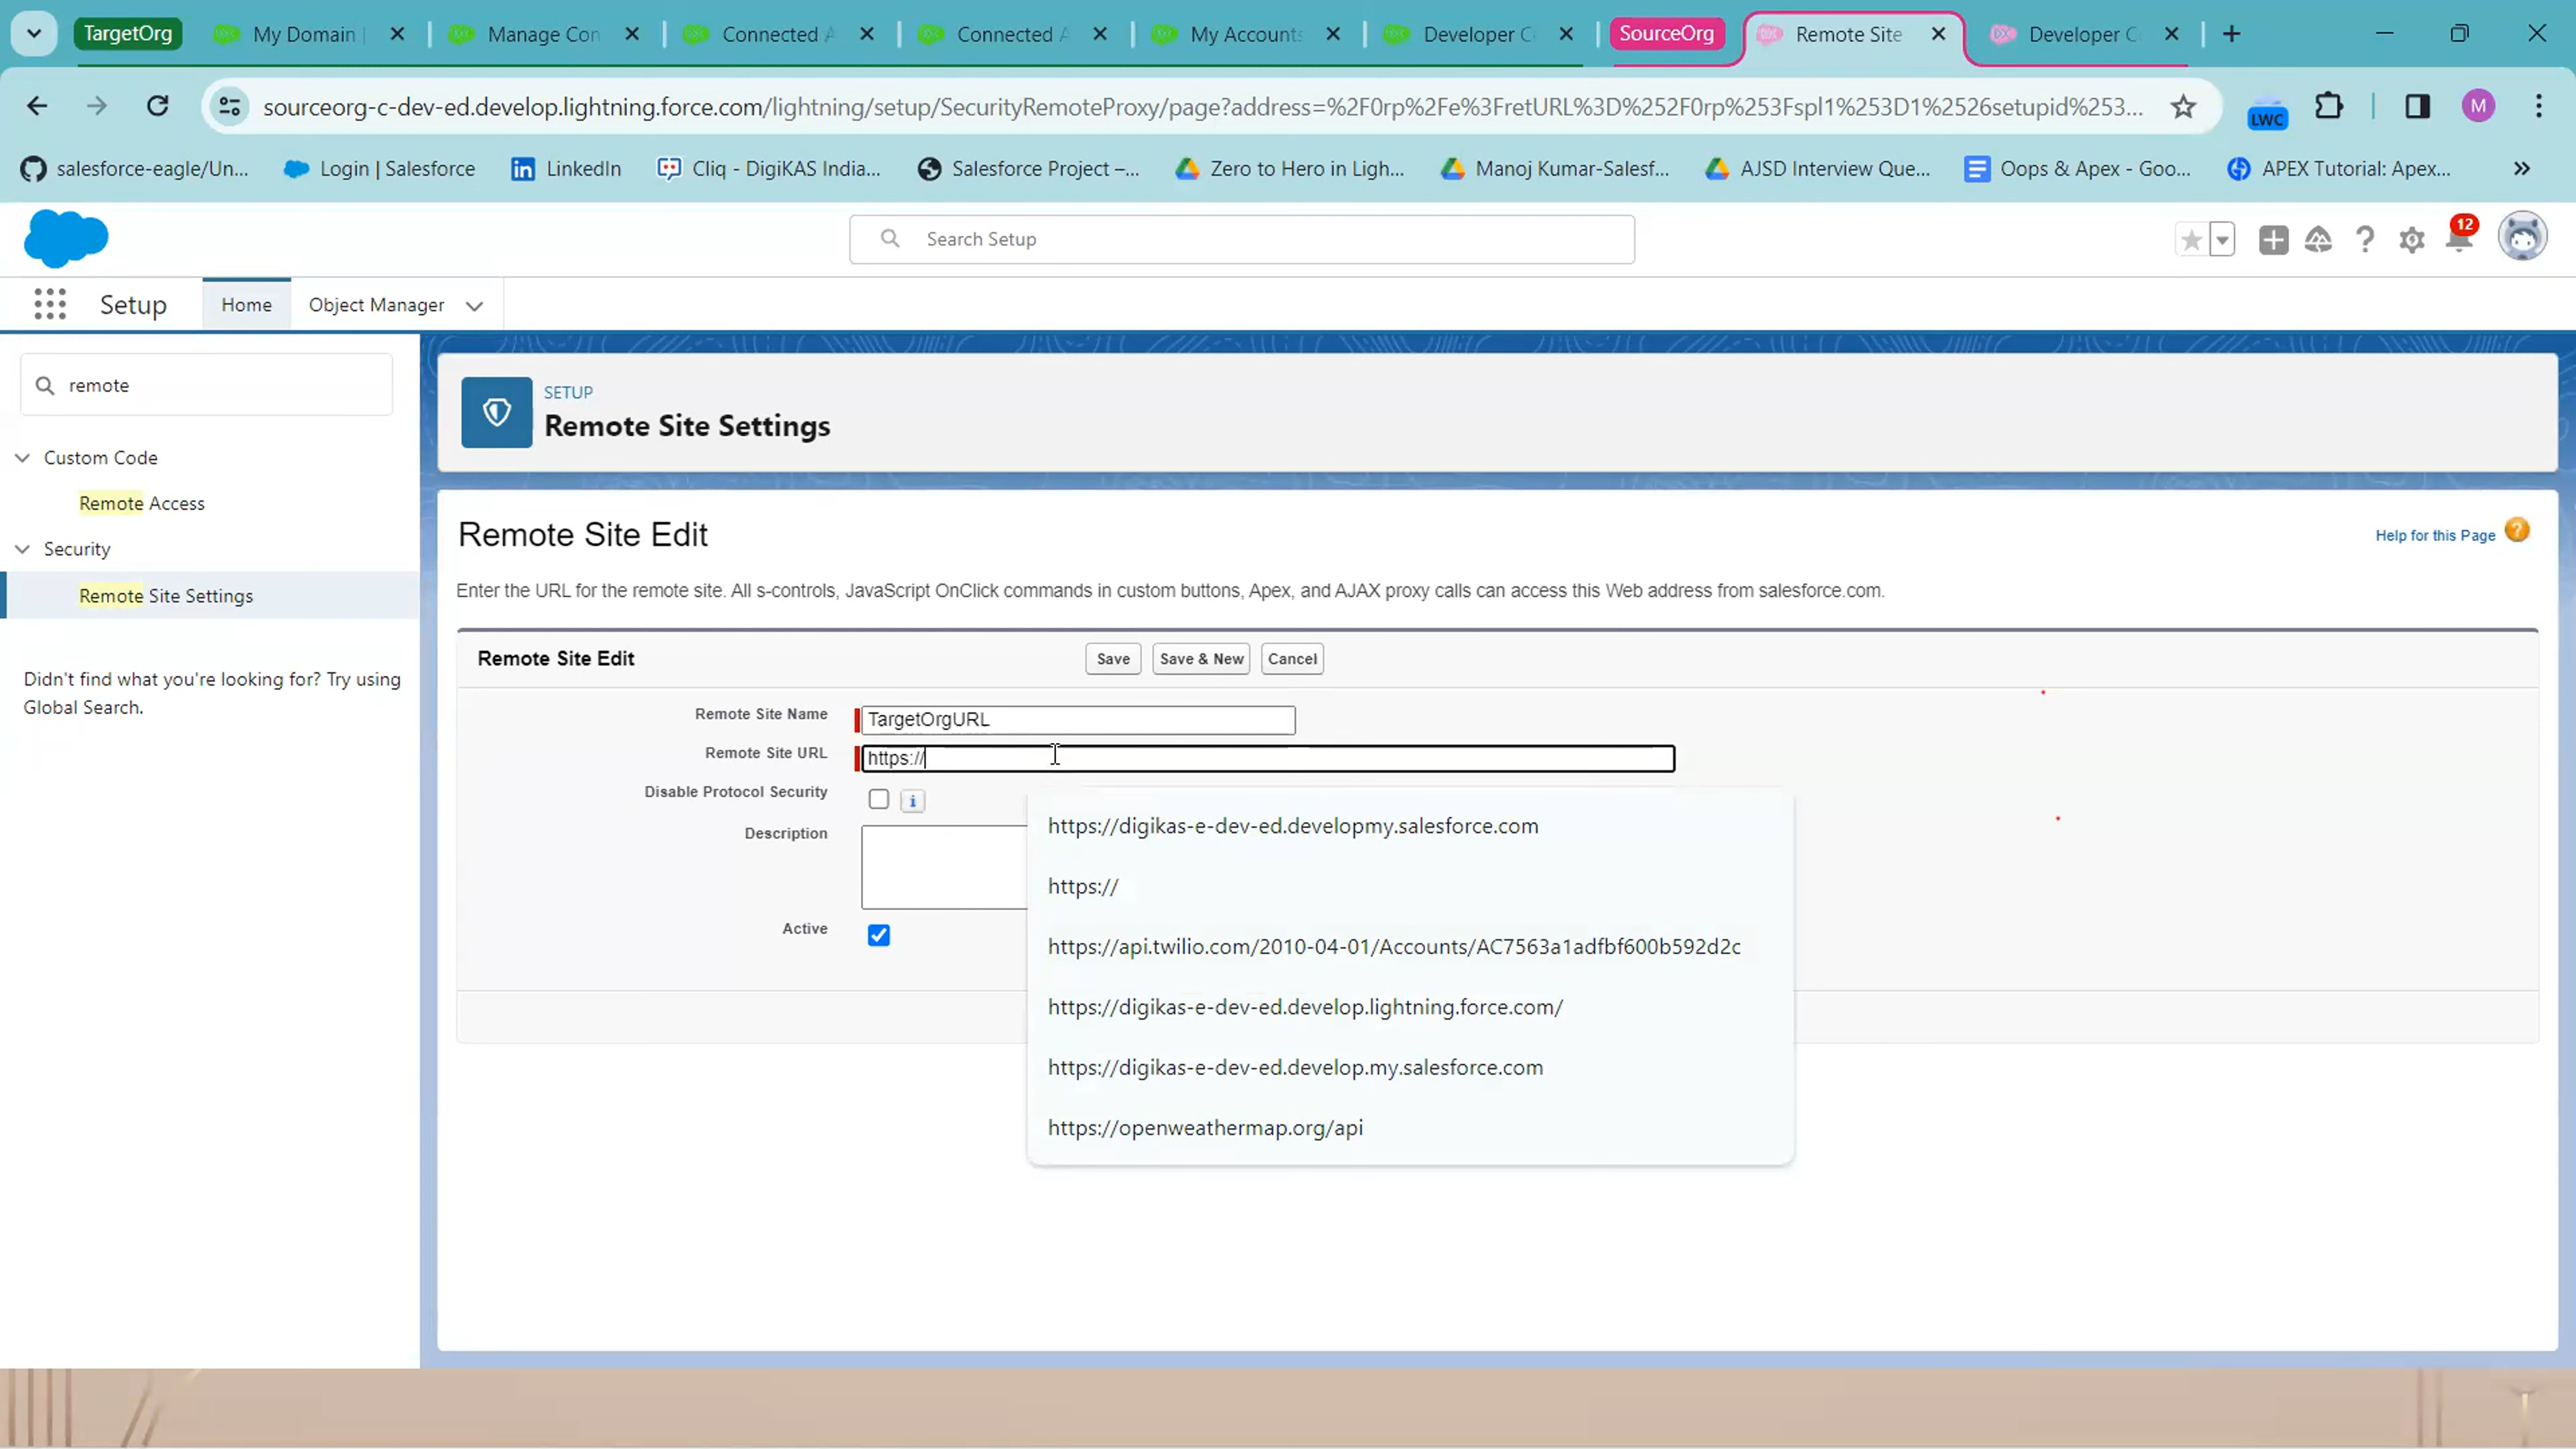 TargetOrg
My Domain
Manage Con
Connected A
Connected A
My Accounts
Developer C
SourceOrg
Remote Site
Developer C
sourceorg-c-dev-ed.develop.lightning.force.com/lightning/setup/SecurityRemoteProxy/page?address=%2F0rp%2Fe%3FretURL%3D%252F0rp%253Fspl1%253D1%2526setupid%253...
LWC
M
salesforce-eagle/Un...
Login | Salesforce
LinkedIn
Cliq - DigiKAS India...
Salesforce Project –...
Zero to Hero in Ligh...
Manoj Kumar-Salesf...
AJSD Interview Que...
Oops & Apex - Goo...
APEX Tutorial: Apex...
Search Setup
12
Setup
Home
Object Manager
remote
Custom Code
Remote Access
Security
Remote Site Settings
Didn't find what you're looking for? Try using
Global Search.
SETUP
Remote Site Settings
Remote Site Edit
Help for this Page
Enter the URL for the remote site. All s-controls, JavaScript OnClick commands in custom buttons, Apex, and AJAX proxy calls can access this Web address from salesforce.com.
Remote Site Edit
Save
Save & New
Cancel
Remote Site Name
TargetOrgURL
Remote Site URL
https://
Disable Protocol Security
Description
Active
https://digikas-e-dev-ed.developmy.salesforce.com
https://
https://api.twilio.com/2010-04-01/Accounts/AC7563a1adfbf600b592d2c
https://digikas-e-dev-ed.develop.lightning.force.com/
https://digikas-e-dev-ed.develop.my.salesforce.com
https://openweathermap.org/api